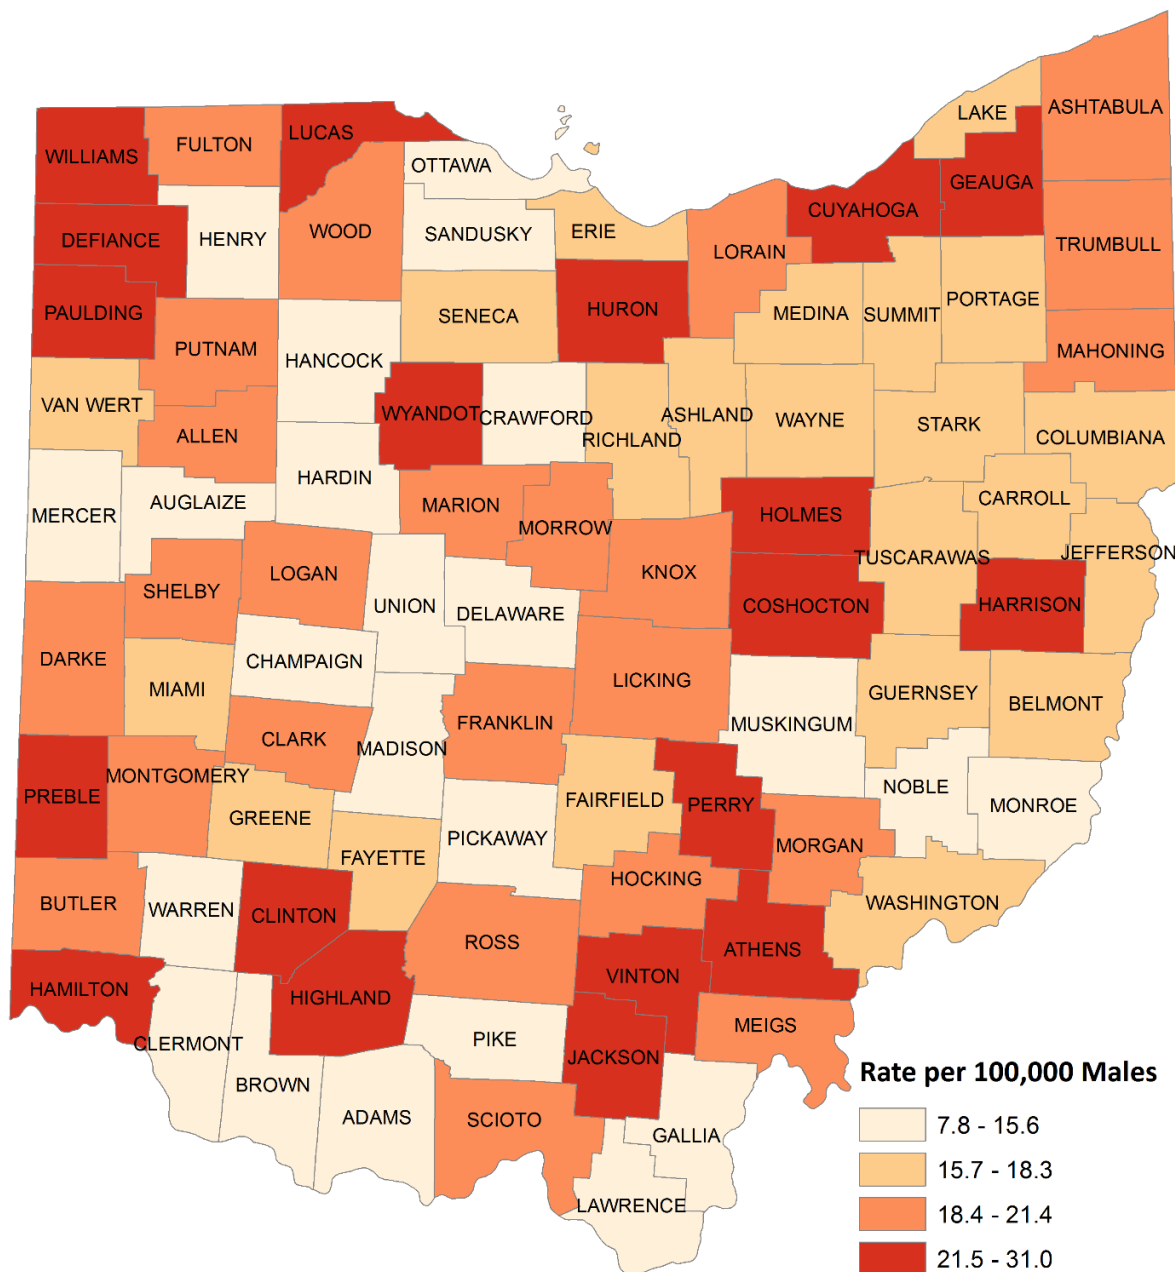 ASHTABULA
LAKE
LUCAS
FULTON
WILLIAMS
OTTAWA
GEAUGA
CUYAHOGA
DEFIANCE
HENRY
WOOD
SANDUSKY
ERIE
LORAIN
TRUMBULL
PAULDING
HURON
SENECA
MEDINA
SUMMIT
PORTAGE
PUTNAM
HANCOCK
MAHONING
VAN WERT
ALLEN
WYANDOT
CRAWFORD
RICHLAND
ASHLAND
WAYNE
STARK
COLUMBIANA
HARDIN
MERCER
AUGLAIZE
MARION
MORROW
HOLMES
CARROLL
TUSCARAWAS
JEFFERSON
SHELBY
LOGAN
KNOX
UNION
DELAWARE
COSHOCTON
HARRISON
DARKE
CHAMPAIGN
MIAMI
LICKING
GUERNSEY
BELMONT
CLARK
MADISON
FRANKLIN
MUSKINGUM
PREBLE
MONTGOMERY
GREENE
FAIRFIELD
PERRY
NOBLE
MONROE
FAYETTE
PICKAWAY
MORGAN
HOCKING
BUTLER
WARREN
CLINTON
WASHINGTON
ROSS
ATHENS
HAMILTON
HIGHLAND
VINTON
MEIGS
CLERMONT
PIKE
JACKSON
BROWN
ADAMS
SCIOTO
GALLIA
LAWRENCE
Rate per 100,000 Males
7.8 - 15.6
15.7 - 18.3
18.4 - 21.4
21.5 - 31.0